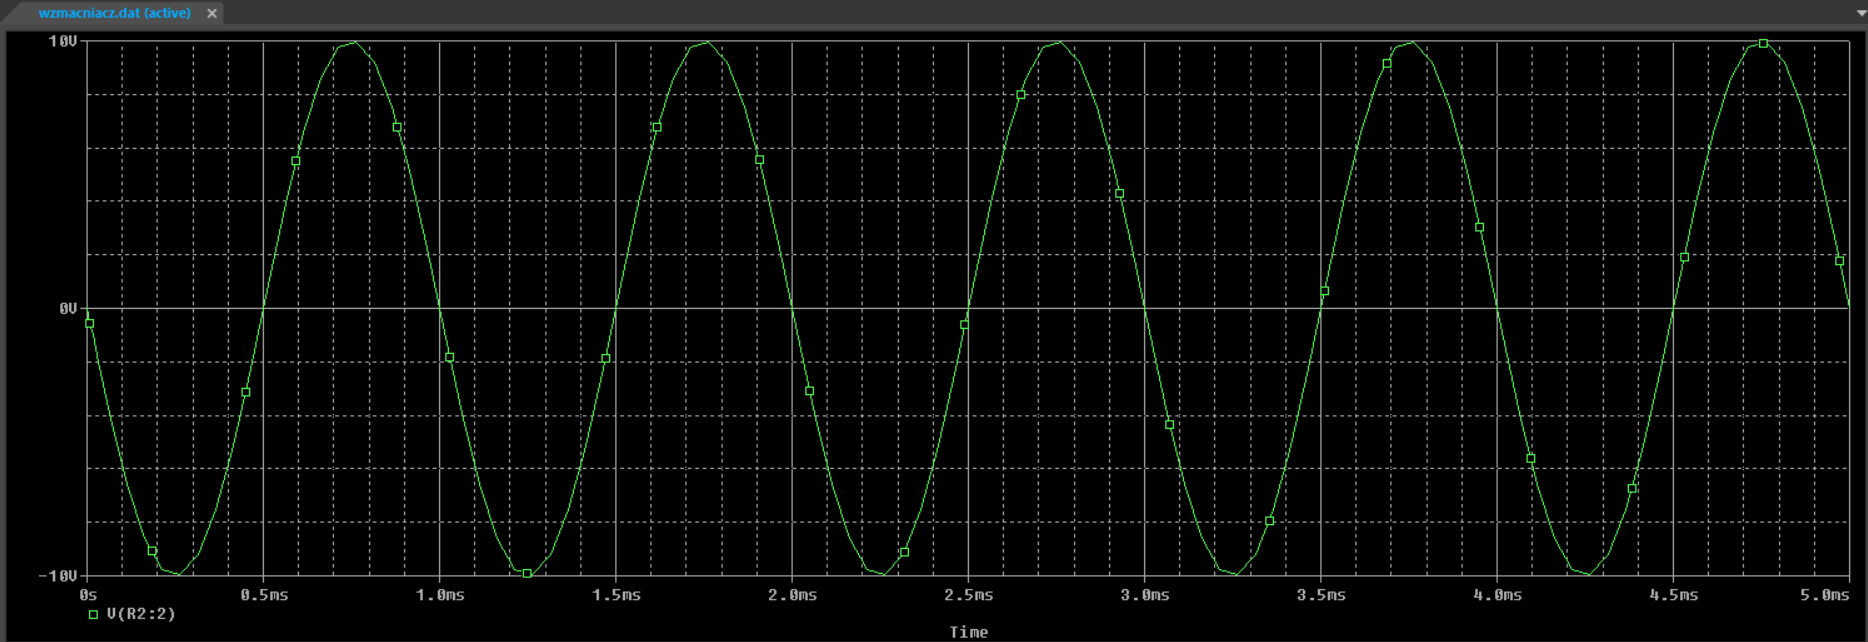 wzmacniacz.dat (active)
10V
0V
-10V
0s 0.5ms 1.0ms 1.5ms 2.0ms 2.5ms 3.0ms 3.5ms 4.0ms 4.5ms 5.0ms
V(R2:2)
Time